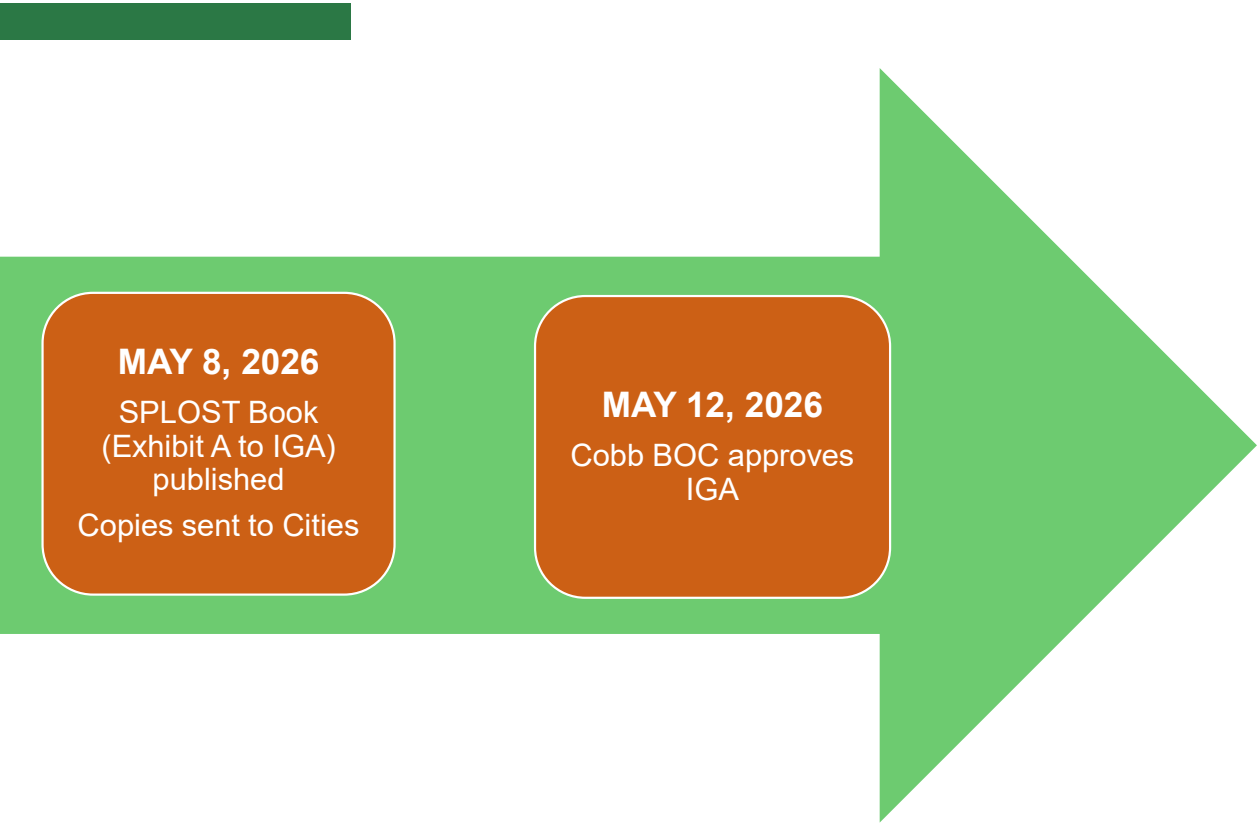 MAY 8, 2026
SPLOST Book
(Exhibit A to IGA)
published
Copies sent to Cities
MAY 12, 2026
Cobb BOC approves
IGA